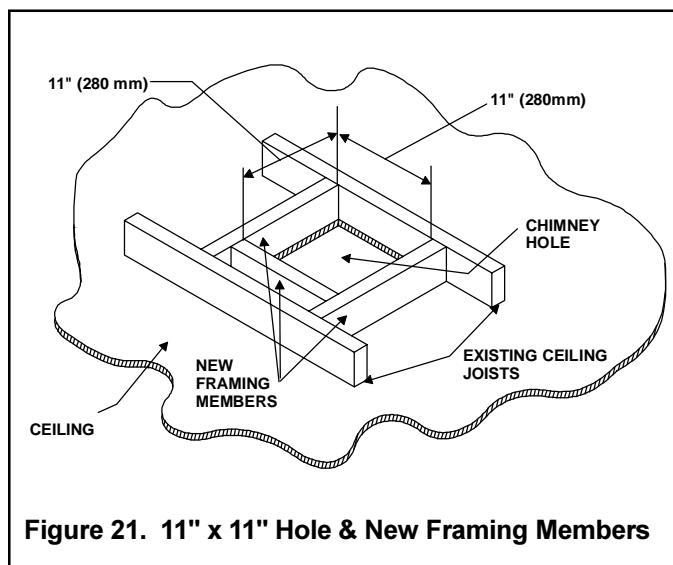 11" (280 mm)
11" (280mm)
CHIMNEY
HOLE
EXISTING CEILING
JOISTS
NEW
FRAMING
MEMBERS
CEILING
Figure 21. 11" x 11" Hole & New Framing Members